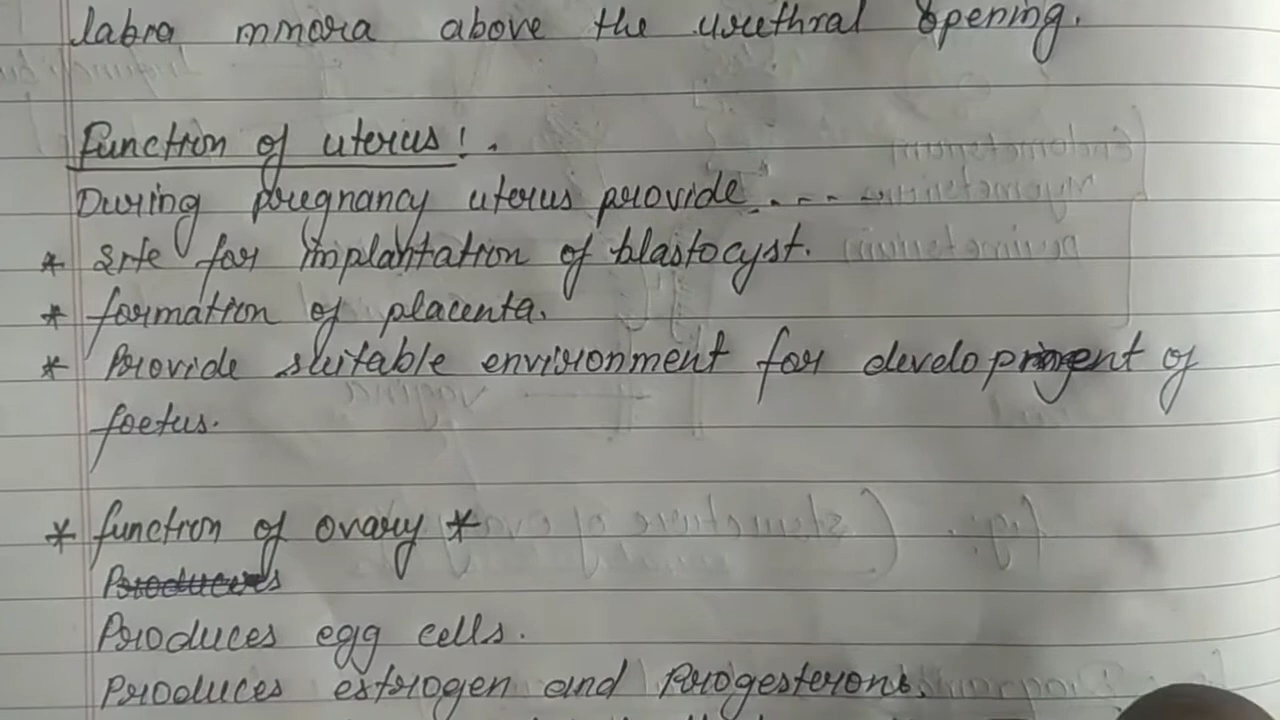 labra mmora above the urethral opening.
Function of uterus! .
During pregnancy uterus provide - - - -
* site for implantation of blastocyst.
* formation of placenta.
* Provide suitable environment for development of
foetus.
* function of ovary *
Produces
Produces egg cells.
Produces estrogen and Progesterone.